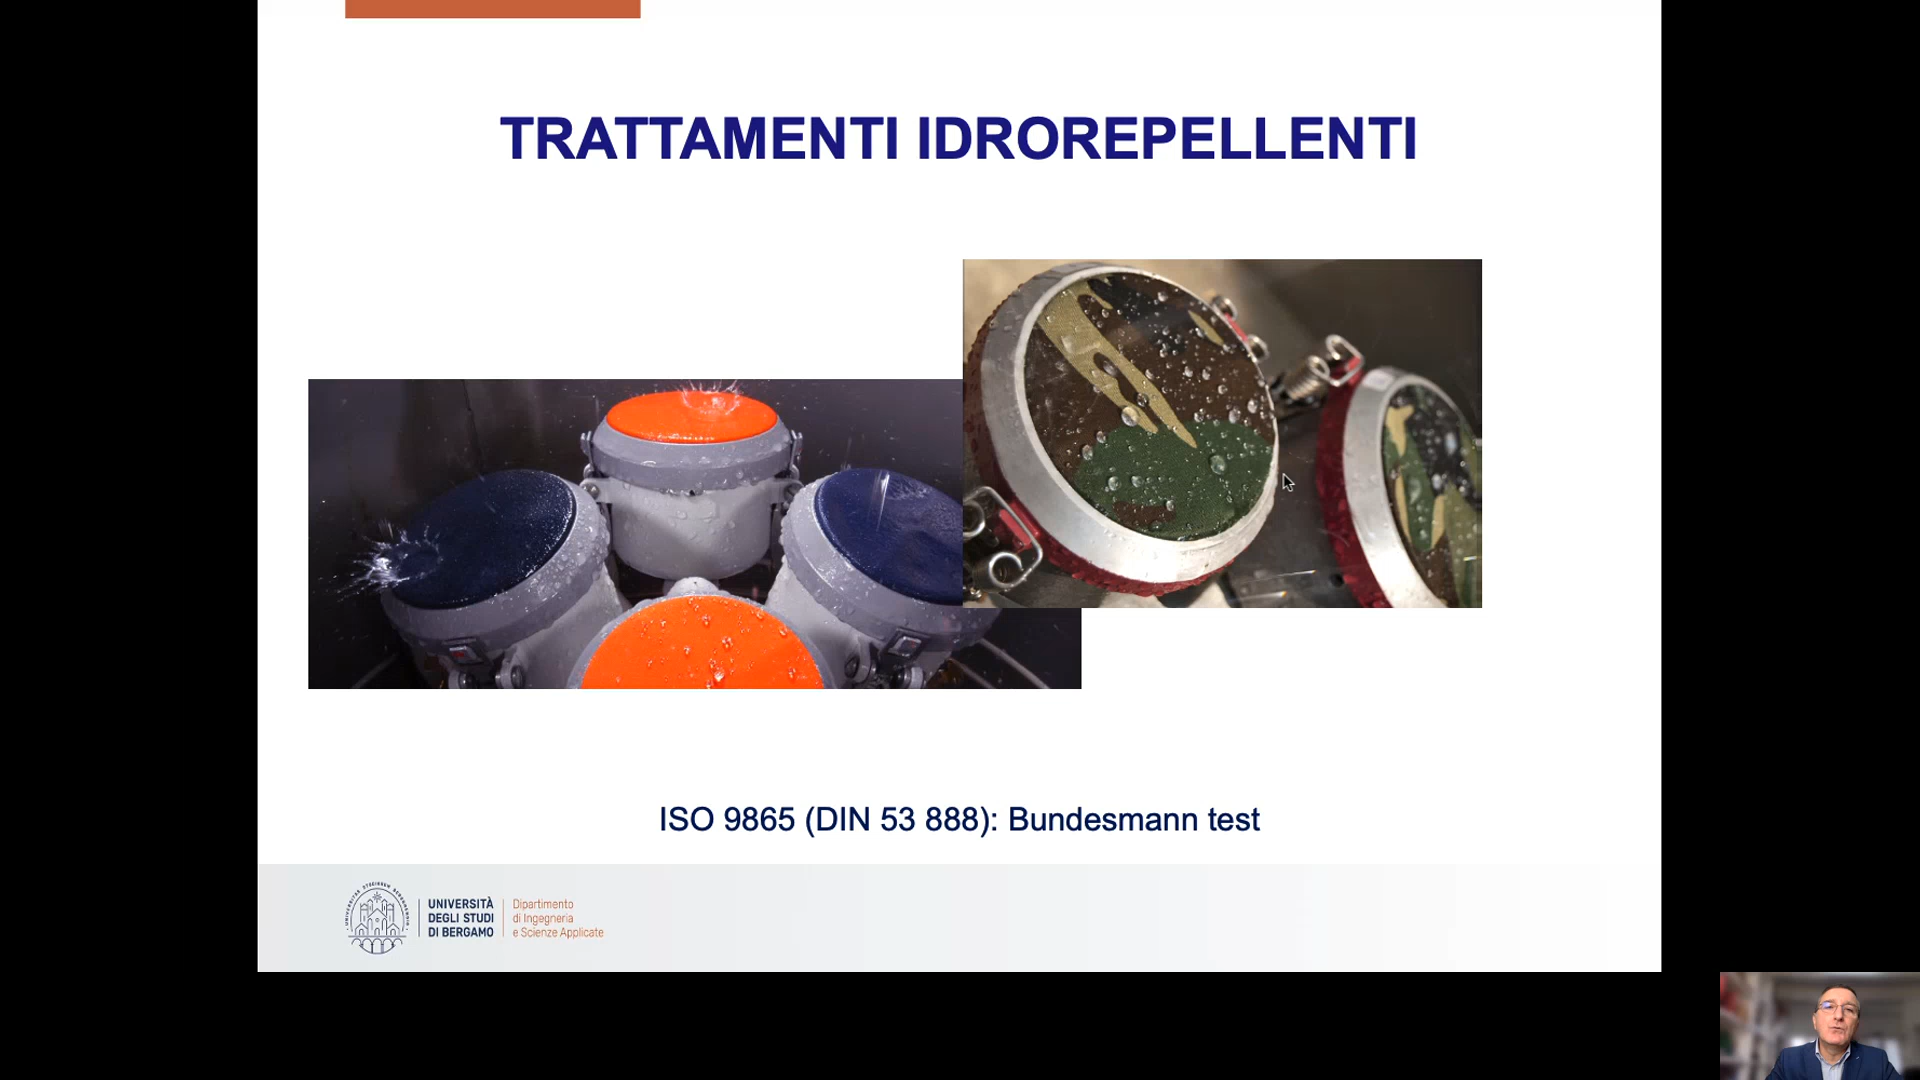 TRATTAMENTI IDROREPELLENTI
ISO 9865 (DIN 53 888): Bundesmann test
UNIVERSITÀ
DEGLI STUDI
DI BERGAMO
Dipartimento
di Ingegneria
e Scienze Applicate